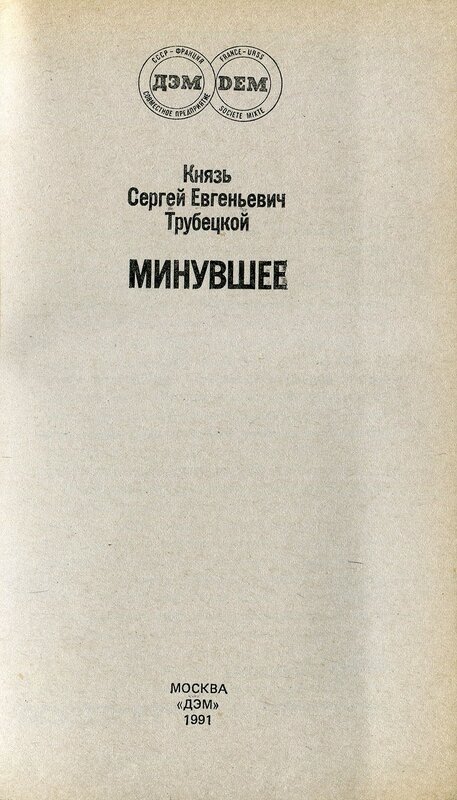 СССР – ФРАНЦИЯ
ДЭМ
СОВМЕСТНОЕ ПРЕДПРИЯТИЕ
FRANCE – URSS
DEM
SOCIETE MIXTE
Князь
Сергей Евгеньевич
Трубецкой
МИНУВШЕЕ
МОСКВА
«ДЭМ»
1991